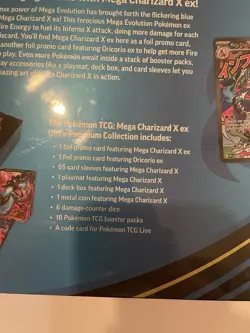 Mega Charizard X ex!
ense power of Mega Evolution has brought forth the flickering blue
Mega Charizard X ex! This ferocious Mega Evolution Pokémon ex
Fire Energy to fuel its Inferno X attack, doing more damage for each
iscard. You'll find Mega Charizard X ex here as a foil promo card,
another foil promo card featuring Oricorio ex to help get more Fire
o play. Even more power await inside a stack of booster packs,
ay accessories like a playmat, deck box, and card sleeves let you
azing art of Mega Charizard X in action.
The Pokémon TCG: Mega Charizard X ex
Ultra-Premium Collection includes:
• 1 foil promo card featuring Mega Charizard X ex
• 1 foil promo card featuring Oricorio ex
• 65 card sleeves featuring Mega Charizard X
• 1 playmat featuring Mega Charizard X
• 1 deck box featuring Mega Charizard X
• 1 metal coin featuring Mega Charizard X
• 6 damage-counter dice
• 18 Pokémon TCG booster packs
• A code card for Pokémon TCG Live